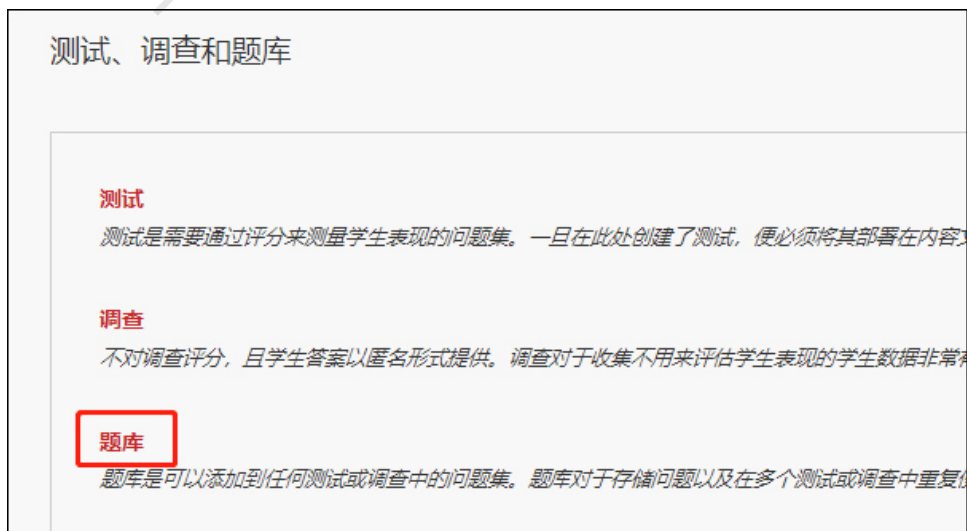 测试、调查和题库
测试
测试是需要通过评分来测量学生表现的问题集。一旦在此处创建了测试，便必须将其部署在内容
调查
不对调查评分，且学生答案以匿名形式提供。调查对于收集不用来评估学生表现的学生数据非常
题库
题库是可以添加到任何测试或调查中的问题集。题库对于存储问题以及在多个测试或调查中重复